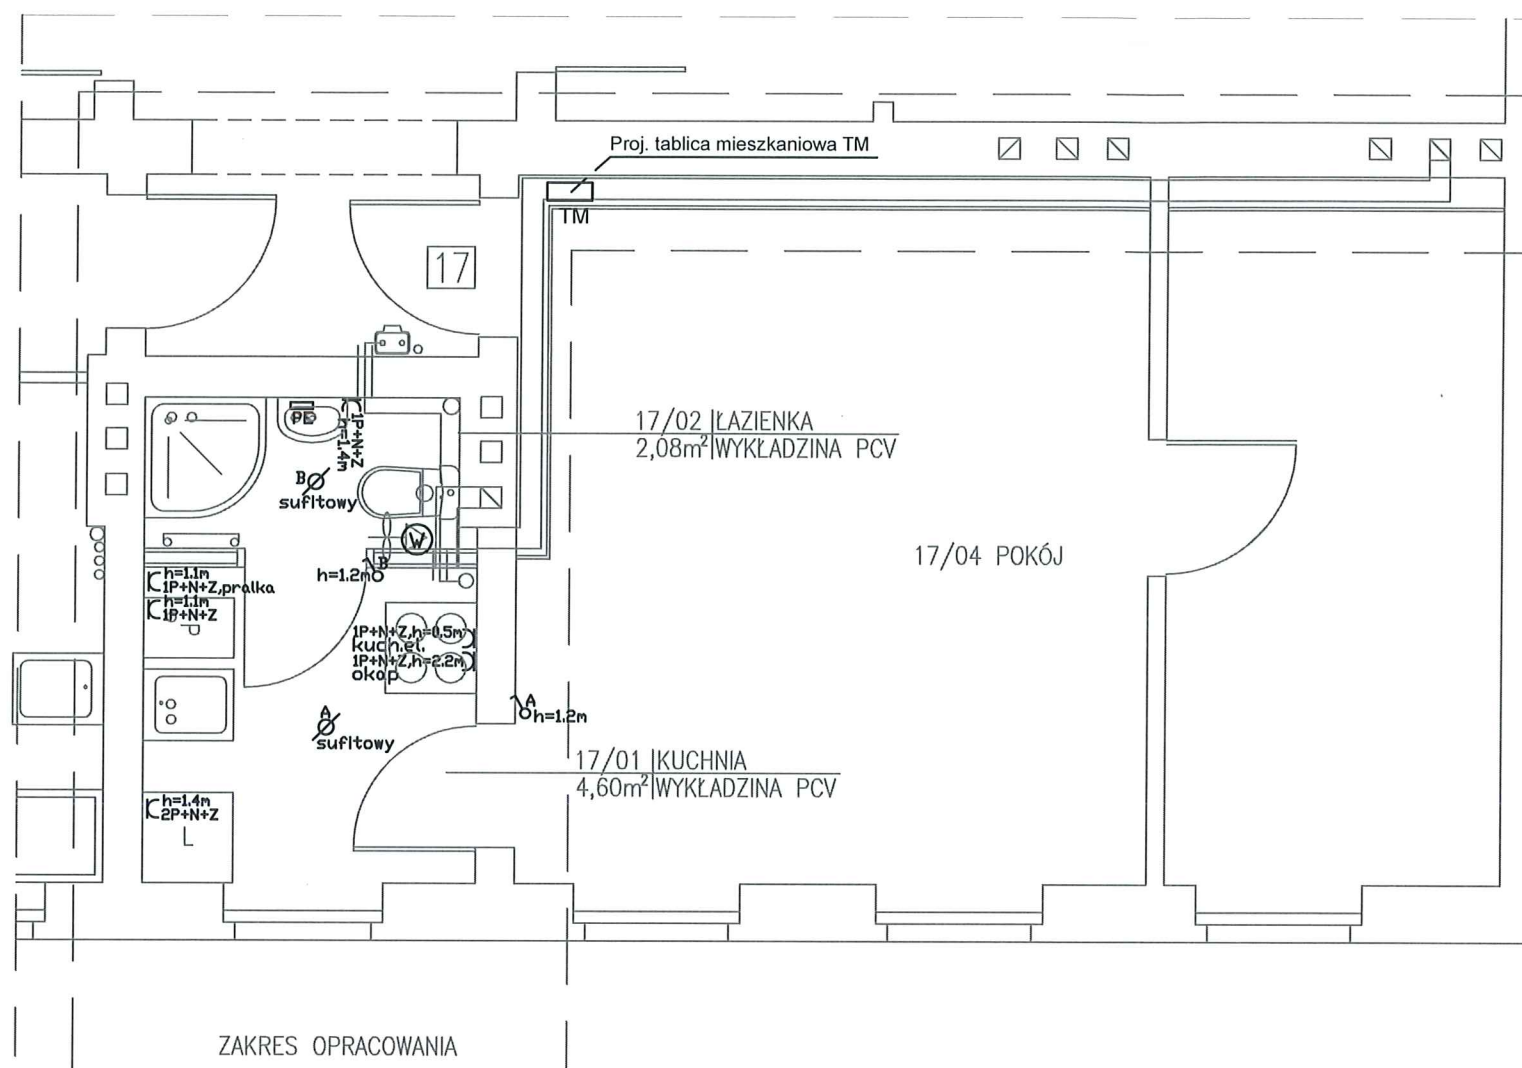 Proj. tablica mieszkaniowa TM
TM
17
17/02 ŁAZIENKA
2,08m² WYKŁADZINA PCV
PE
1P+N+Z
h=1.4m
B
sufitowy
W
B
h=1.2m
17/04 POKÓJ
h=1.1m
1P+N+Z,pralka
h=1.1m
1P+N+Z
P
1P+N+Z,h=0.5m
kuch.el.
1P+N+Z,h=2.2m
okap
A
h=1.2m
A
sufitowy
17/01 KUCHNIA
4,60m² WYKŁADZINA PCV
h=1.4m
2P+N+Z
L
ZAKRES OPRACOWANIA